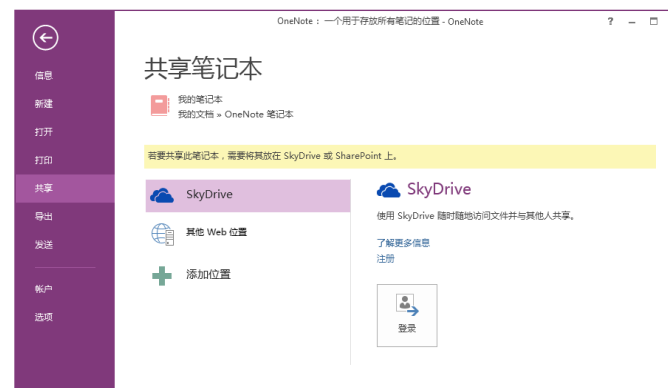 OneNote： 一个用于存放所有笔记的位置 - OneNote
?
信息
新建
打开
打印
共享
导出
发送
帐户
选项
共享笔记本
我的笔记本
我的文档 » OneNote 笔记本
若要共享此笔记本，需要将其放在 SkyDrive 或 SharePoint 上。
SkyDrive
其他 Web 位置
添加位置
SkyDrive
使用 SkyDrive 随时随地访问文件并与其他人共享。
了解更多信息
注册
登录